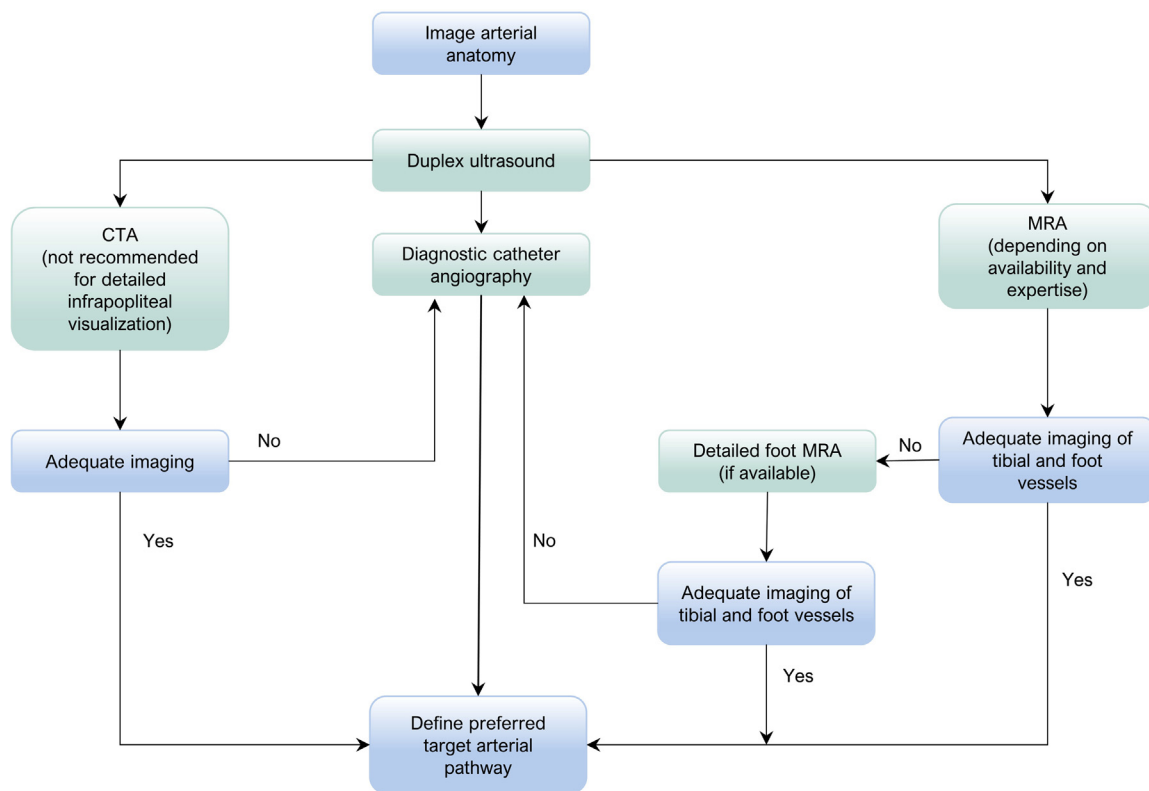 Image arterial
anatomy
Duplex ultrasound
CTA
(not recommended
for detailed
infrapopliteal
visualization)
Diagnostic catheter
angiography
MRA
(depending on
availability and
expertise)
Adequate imaging
No
Yes
Detailed foot MRA
(if available)
No
Adequate imaging of
tibial and foot
vessels
No
Adequate imaging of
tibial and foot vessels
Yes
Yes
Define preferred
target arterial
pathway